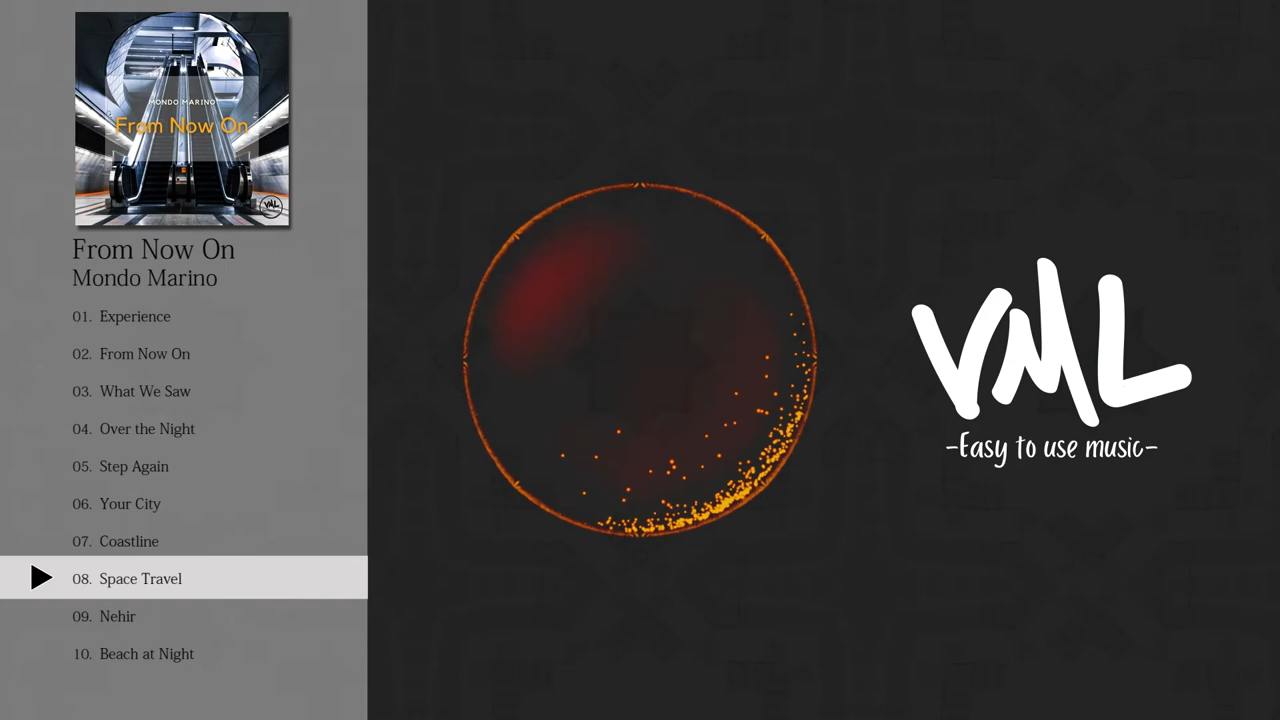 MONDO MARINO
From Now On
VML
From Now On
Mondo Marino
01. Experience
02. From Now On
03. What We Saw
04. Over the Night
05. Step Again
06. Your City
07. Coastline
08. Space Travel
09. Nehir
10. Beach at Night
VML
-Easy to use music-